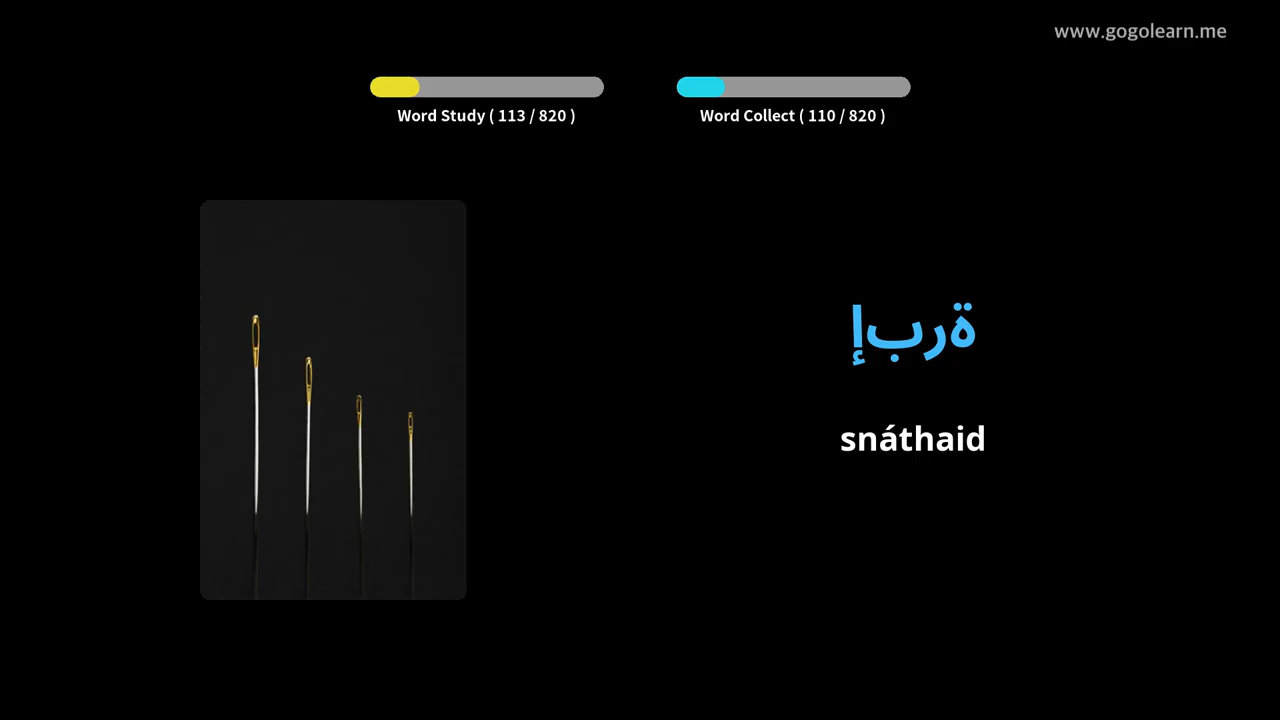 www.gogolearn.me
Word Study ( 113 / 820 )
Word Collect ( 110 / 820 )
إبرة
snáthaid